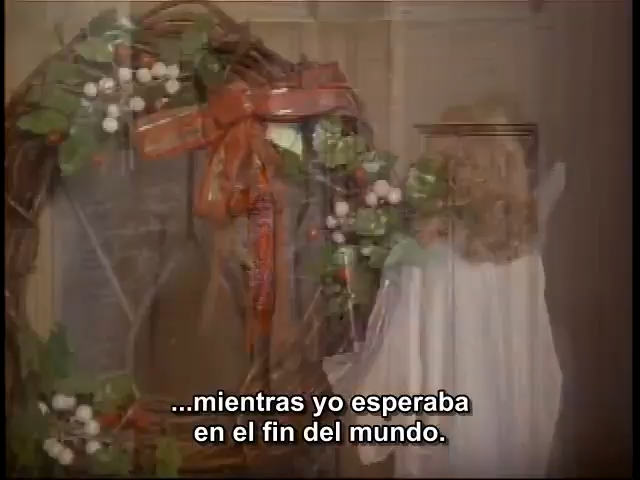 ...mientras yo esperaba
en el fin del mundo.